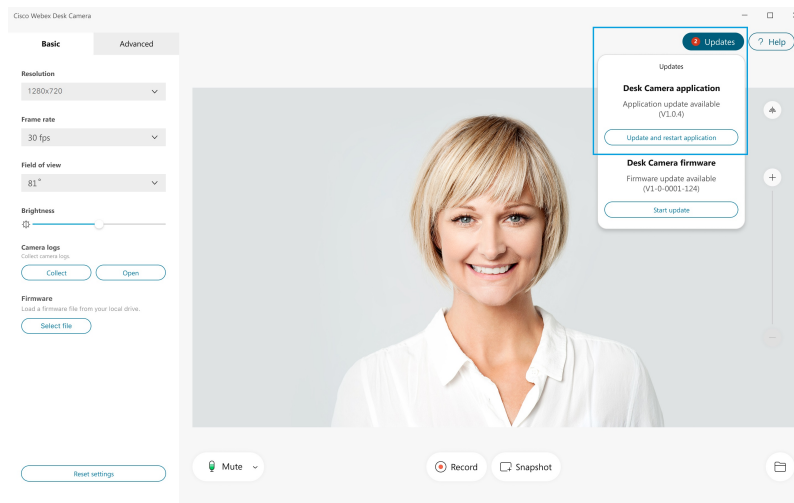 Cisco Webex Desk Camera
Basic
Advanced
2 Updates
? Help
Resolution
1280x720
Frame rate
30 fps
Field of view
81°
Brightness
Camera logs
Collect camera logs
Collect
Open
Firmware
Load a firmware file from your local drive.
Select file
Reset settings
Updates
Desk Camera application
Application update available
(V1.0.4)
Update and restart application
Desk Camera firmware
Firmware update available
(V1-0-0001-124)
Start update
Mute
Record
Snapshot